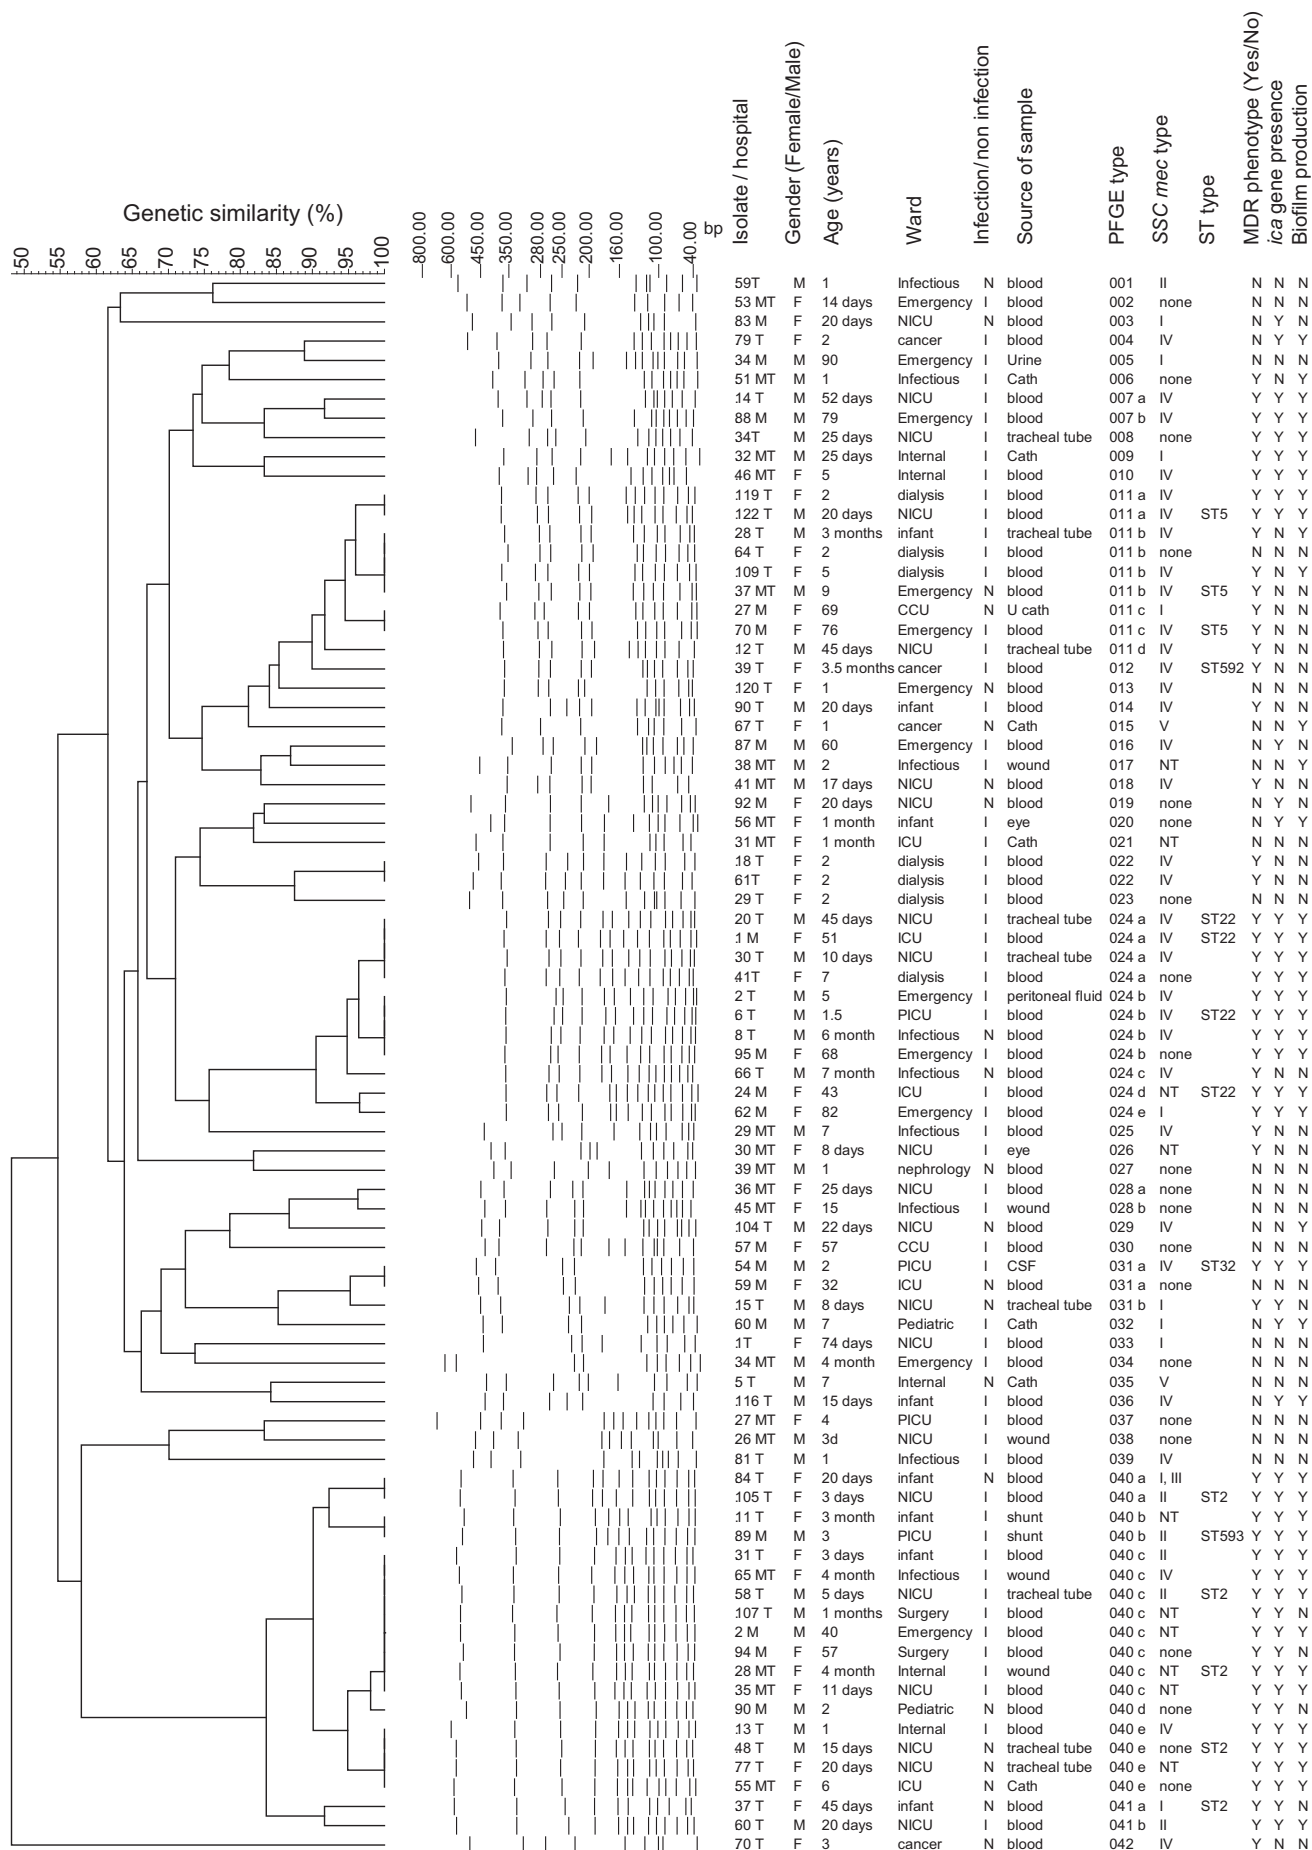 Genetic similarity (%)
50 55 60 65 70 75 80 85 90 95 100
800.00 600.00 450.00 350.00 280.00 250.00 200.00 160.00 100.00 40.00 bp
Isolate / hospital
Gender (Female/Male)
Age (years)
Ward
Infection/non infection
Source of sample
PFGE type
SSC mec type
ST type
MDR phenotype (Yes/No)
ica gene presence
Biofilm production
59T M 1 Infectious N blood 001 II N N N
53 MT F 14 days Emergency I blood 002 none N N N
83 M F 20 days NICU N blood 003 I N Y N
79 T F 2 cancer I blood 004 IV N Y Y
34 M M 90 Emergency I Urine 005 I N N N
51 MT M 1 Infectious I Cath 006 none Y N Y
14 T M 52 days NICU I blood 007 a IV Y Y Y
88 M M 79 Emergency I blood 007 b IV Y Y Y
34T M 25 days NICU I tracheal tube 008 none Y Y Y
32 MT M 25 days Internal I Cath 009 I Y Y Y
46 MT F 5 Internal I blood 010 IV Y Y Y
119 T F 2 dialysis I blood 011 a IV Y Y Y
122 T M 20 days NICU I blood 011 a IV ST5 Y Y Y
28 T M 3 months infant I tracheal tube 011 b IV Y N Y
64 T F 2 dialysis I blood 011 b none N N N
109 T F 5 dialysis I blood 011 b IV Y N Y
37 MT M 9 Emergency N blood 011 b IV ST5 Y N N
27 M F 69 CCU N U cath 011 c I Y N N
70 M F 76 Emergency I blood 011 c IV ST5 Y N N
12 T M 45 days NICU I tracheal tube 011 d IV Y N N
39 T F 3.5 months cancer I blood 012 IV ST592 Y N N
120 T F 1 Emergency N blood 013 IV N N N
90 T M 20 days infant I blood 014 IV Y N N
67 T F 1 cancer N Cath 015 V N N Y
87 M M 60 Emergency I blood 016 IV N Y N
38 MT M 2 Infectious I wound 017 NT N N Y
41 MT M 17 days NICU N blood 018 IV Y N N
92 M F 20 days NICU N blood 019 none N Y N
56 MT F 1 month infant I eye 020 none N Y Y
31 MT F 1 month ICU I Cath 021 NT N N N
18 T F 2 dialysis I blood 022 IV Y N N
61T F 2 dialysis I blood 022 IV Y N N
29 T F 2 dialysis I blood 023 none N N N
20 T M 45 days NICU I tracheal tube 024 a IV ST22 Y Y Y
1 M F 51 ICU I blood 024 a IV ST22 Y Y Y
30 T M 10 days NICU I tracheal tube 024 a IV Y Y Y
41T F 7 dialysis I blood 024 a none Y Y Y
2 T M 5 Emergency I peritoneal fluid 024 b IV Y Y Y
6 T M 1.5 PICU I blood 024 b IV ST22 Y Y Y
8 T M 6 month Infectious N blood 024 b IV Y Y Y
95 M F 68 Emergency I blood 024 b none Y Y Y
66 T M 7 month Infectious N blood 024 c IV Y N N
24 M F 43 ICU I blood 024 d NT ST22 Y Y Y
62 M F 82 Emergency I blood 024 e I Y Y Y
29 MT M 7 Infectious I blood 025 IV Y N N
30 MT F 8 days NICU I eye 026 NT Y N N
39 MT M 1 nephrology N blood 027 none N N N
36 MT F 25 days NICU I blood 028 a none N N N
45 MT F 15 Infectious I wound 028 b none N N N
104 T M 22 days NICU N blood 029 IV N N Y
57 M F 57 CCU I blood 030 none N N N
54 M M 2 PICU I CSF 031 a IV ST32 Y Y Y
59 M F 32 ICU N blood 031 a none N N N
15 T M 8 days NICU N tracheal tube 031 b I Y Y N
60 M M 7 Pediatric I Cath 032 I N Y Y
1T F 74 days NICU I blood 033 I N N N
34 MT M 4 month Emergency I blood 034 none N N N
5 T M 7 Internal N Cath 035 V N N N
116 T M 15 days infant I blood 036 IV N Y Y
27 MT F 4 PICU I blood 037 none N N N
26 MT M 3d NICU I wound 038 none N N N
81 T M 1 Infectious I blood 039 IV N N N
84 T F 20 days infant N blood 040 a I, III Y Y Y
105 T F 3 days NICU I blood 040 a II ST2 Y Y Y
11 T F 3 month infant I shunt 040 b NT Y Y Y
89 M M 3 PICU I shunt 040 b II ST593 Y Y Y
31 T F 3 days infant I blood 040 c II Y Y Y
65 MT F 4 month Infectious I wound 040 c IV Y Y Y
58 T M 5 days NICU I tracheal tube 040 c II ST2 Y Y Y
107 T M 1 months Surgery I blood 040 c NT Y Y N
2 M M 40 Emergency I blood 040 c NT Y Y Y
94 M F 57 Surgery I blood 040 c none Y Y N
28 MT F 4 month Internal I wound 040 c NT ST2 Y Y Y
35 MT F 11 days NICU I blood 040 c NT Y Y Y
90 M M 2 Pediatric N blood 040 d none Y Y N
13 T M 1 Internal I blood 040 e IV Y Y Y
48 T M 15 days NICU N tracheal tube 040 e none ST2 Y Y Y
77 T F 20 days NICU N tracheal tube 040 e NT Y Y Y
55 MT F 6 ICU N Cath 040 e none Y Y Y
37 T F 45 days infant N blood 041 a I ST2 Y Y N
60 T M 20 days NICU I blood 041 b II Y Y Y
70 T F 3 cancer N blood 042 IV Y N N